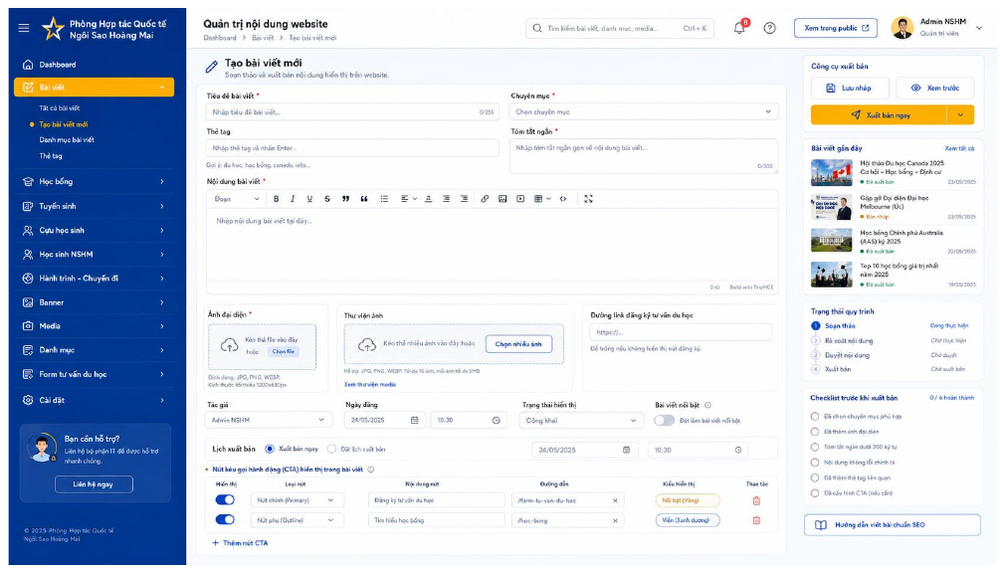 Phòng Hợp tác Quốc tế
Ngôi Sao Hoàng Mai
Dashboard
Bài viết
Tất cả bài viết
Tạo bài viết mới
Danh mục bài viết
Thẻ tag
Học bổng
Tuyển sinh
Cựu học sinh
Học sinh NSHM
Hành trình - Chuyến đi
Banner
Media
Danh mục
Form tư vấn du học
Cài đặt
Bạn cần hỗ trợ?
Liên hệ bộ phận IT để được hỗ trợ
nhanh chóng.
Liên hệ ngay
© 2025 Phòng Hợp tác Quốc tế
Ngôi Sao Hoàng Mai
Quản trị nội dung website
Dashboard > Bài viết > Tạo bài viết mới
Tìm kiếm bài viết, danh mục, media...
Ctrl + K
8
Xem trang public
Admin NSHM
Quản trị viên
Tạo bài viết mới
Soạn thảo và xuất bản nội dung hiển thị trên website.
Tiêu đề bài viết *
Nhập tiêu đề bài viết...
0/255
Chuyên mục *
Chọn chuyên mục
Thẻ tag
Nhập thẻ tag và nhấn Enter...
Gợi ý: du học, học bổng, canada, ielts...
Tóm tắt ngắn *
Nhập tóm tắt ngắn gọn về nội dung bài viết...
0/300
Nội dung bài viết *
Đoạn
B I U S
Nhập nội dung bài viết tại đây...
0 từ
Build with TinyMCE
Ảnh đại diện *
Kéo thả file vào đây
hoặc Chọn file
Định dạng: JPG, PNG, WEBP.
Kích thước tối thiểu 1200x630px
Thư viện ảnh
Kéo thả nhiều ảnh vào đây hoặc
Chọn nhiều ảnh
Hỗ trợ: JPG, PNG, WEBP. Tối đa 10 ảnh, mỗi ảnh tối đa 5MB
Xem thư viện media
Đường link đăng ký tư vấn du học
https://...
Để trống nếu không hiển thị nút đăng ký.
Tác giả
Admin NSHM
Ngày đăng
24/05/2025
10:30
Trạng thái hiển thị
Công khai
Bài viết nổi bật
Đặt làm bài viết nổi bật
Lịch xuất bản
Xuất bản ngay
Đặt lịch xuất bản
24/05/2025
10:30
Nút kêu gọi hành động (CTA) hiển thị trong bài viết
Hiển thị
Loại nút
Nội dung nút
Đường dẫn
Kiểu hiển thị
Thao tác
Nút chính (Primary)
Đăng ký tư vấn du học
/form-tu-van-du-hoc
Nổi bật (Vàng)
Nút phụ (Outline)
Tìm hiểu học bổng
/hoc-bong
Viền (Xanh dương)
+ Thêm nút CTA
Công cụ xuất bản
Lưu nháp
Xem trước
Xuất bản ngay
Bài viết gần đây
Xem tất cả
Hội thảo Du học Canada 2025
Cơ hội - Học bổng - Định cư
Đã xuất bản
23/05/2025
Gặp gỡ Đại diện Đại học
Melbourne (Úc)
Bản nháp
22/05/2025
Học bổng Chính phủ Australia
(AAS) kỳ 2025
Đã xuất bản
20/05/2025
Top 10 học bổng giá trị nhất
năm 2025
Đã xuất bản
19/05/2025
Trạng thái quy trình
1 Soạn thảo
Đang thực hiện
2 Rà soát nội dung
Chờ thực hiện
3 Duyệt nội dung
Chờ duyệt
4 Xuất bản
Chờ xuất bản
Checklist trước khi xuất bản
0 / 6 hoàn thành
Đã chọn chuyên mục phù hợp
Đã thêm ảnh đại diện
Tóm tắt ngắn dưới 300 ký tự
Nội dung không lỗi chính tả
Đã thêm thẻ tag liên quan
Đã cấu hình CTA (nếu cần)
Hướng dẫn viết bài chuẩn SEO